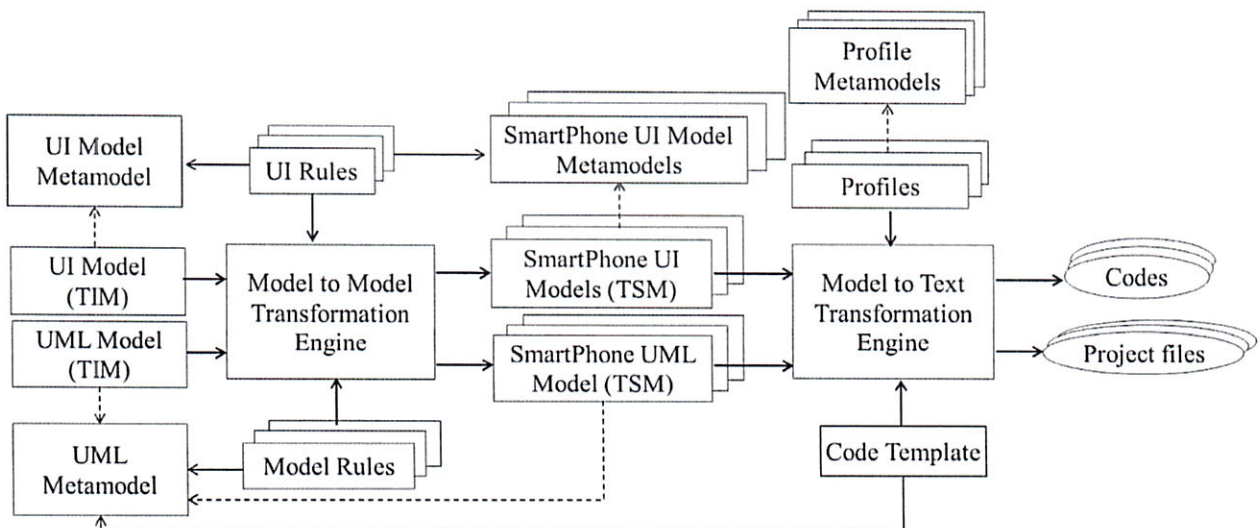 Profile
Metamodels
UI Model
Metamodel
UI Rules
SmartPhone UI Model
Metamodels
Profiles
UI Model
(TIM)
Model to Model
Transformation
Engine
SmartPhone UI
Models (TSM)
Model to Text
Transformation
Engine
Codes
UML Model
(TIM)
SmartPhone UML
Model (TSM)
Project files
UML
Metamodel
Model Rules
Code Template